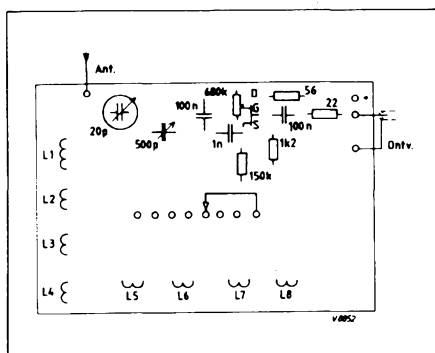 Ant.
680k
D
56
G
100n
S
22
+
20p
500p
1n
100n
1k2
Ontv.
150k
L1
L2
L3
L4
L5
L6
L7
L8
V 8852